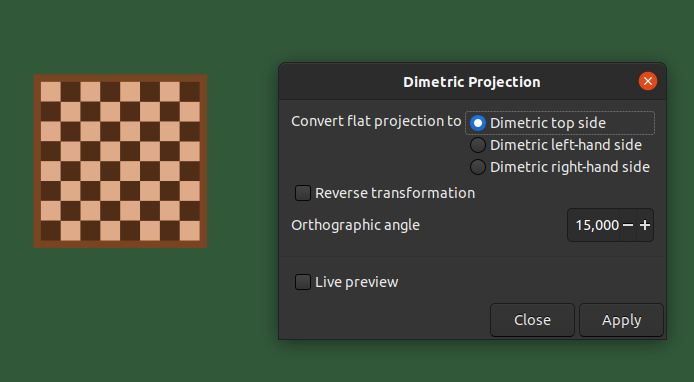 Dimetric Projection
Convert flat projection to
Dimetric top side
Dimetric left-hand side
Dimetric right-hand side
Reverse transformation
Orthographic angle
15,000
Live preview
Close
Apply